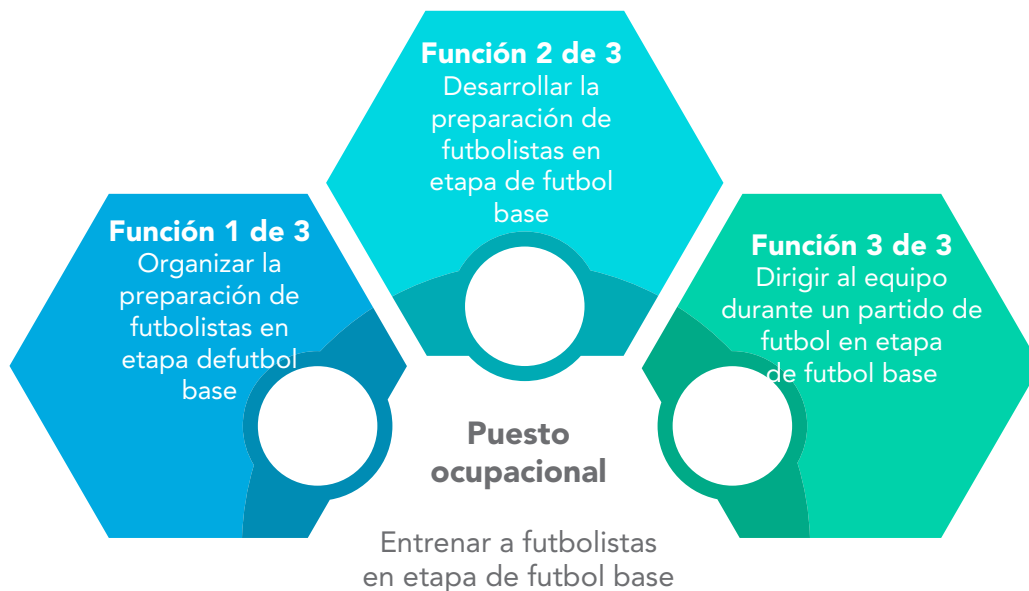 Función 1 de 3
Organizar la
preparación de
futbolistas en
etapa defutbol
base
Función 2 de 3
Desarrollar la
preparación de
futbolistas en
etapa de futbol
base
Función 3 de 3
Dirigir al equipo
durante un partido de
futbol en etapa
de futbol base
Puesto
ocupacional
Entrenar a futbolistas
en etapa de futbol base